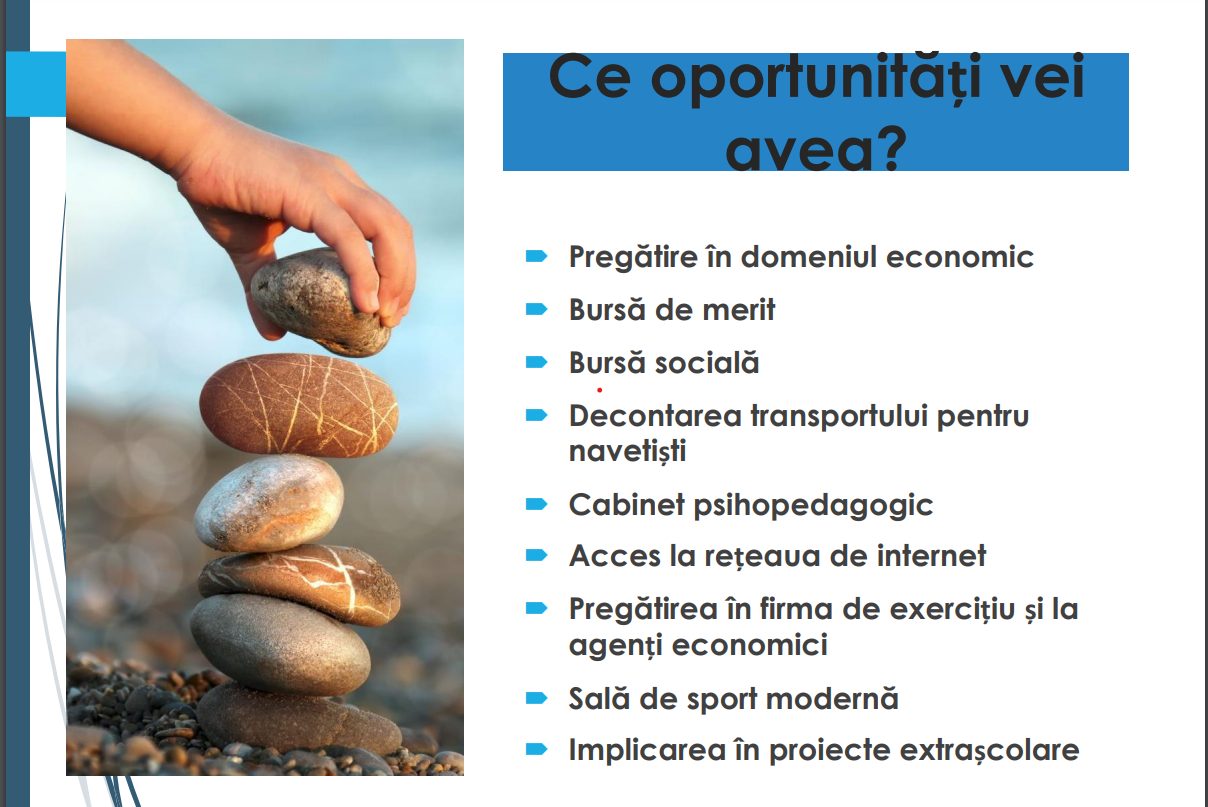 Ce oportunități vei
avea?
Pregătire în domeniul economic
Bursă de merit
Bursă socială
Decontarea transportului pentru
navetiști
Cabinet psihopedagogic
Acces la rețeaua de internet
Pregătirea în firma de exercițiu și la
agenți economici
Sală de sport modernă
Implicarea în proiecte extrașcolare